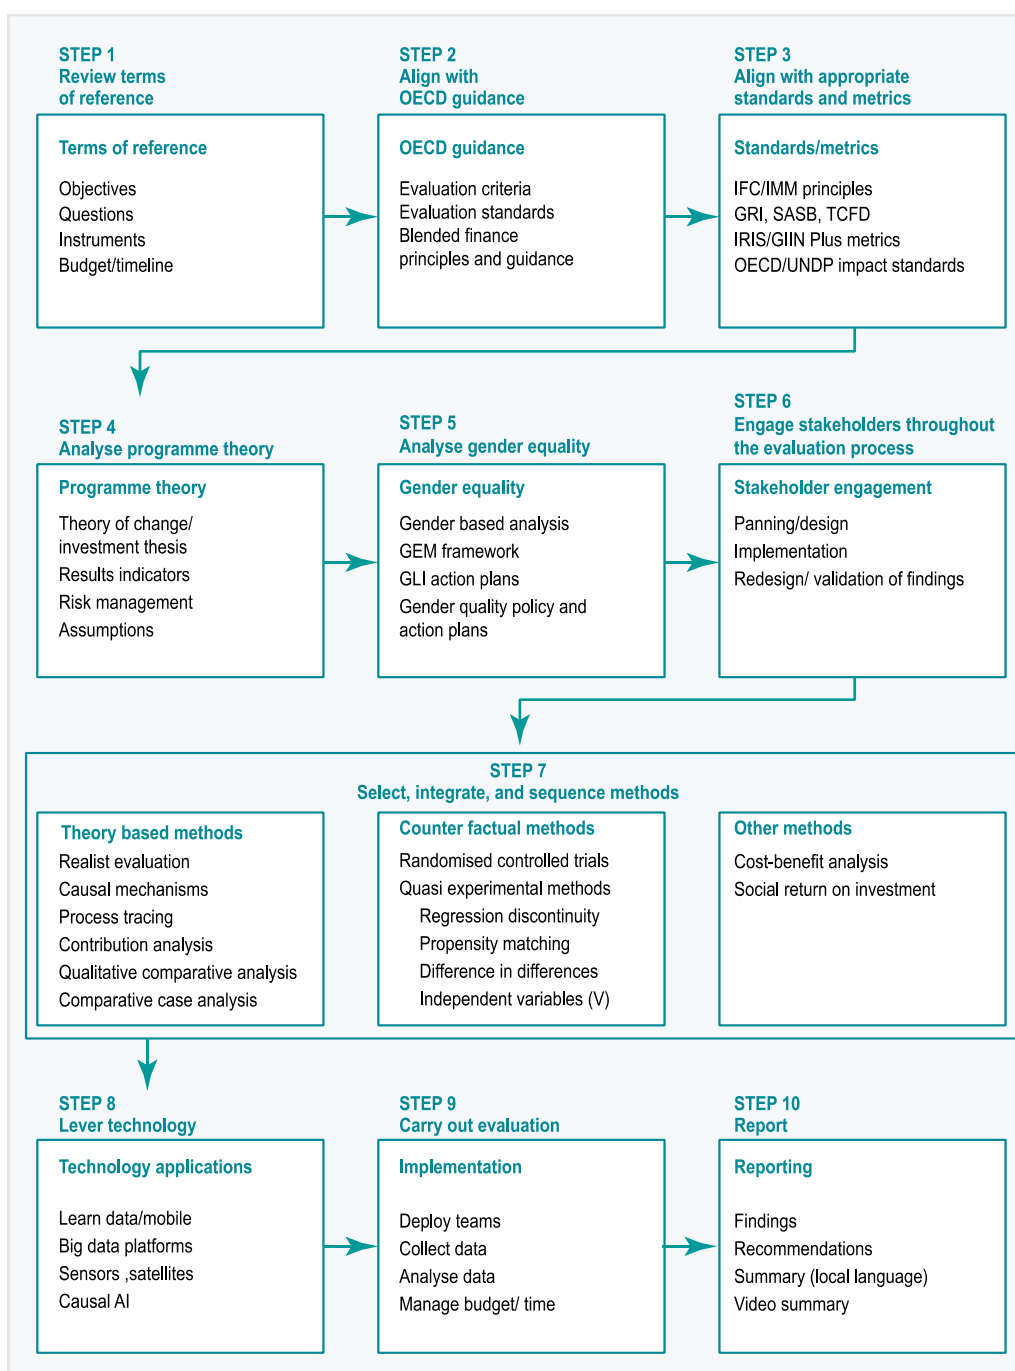 STEP 1
Review terms
of reference
Terms of reference
Objectives
Questions
Instruments
Budget/timeline
STEP 2
Align with
OECD guidance
OECD guidance
Evaluation criteria
Evaluation standards
Blended finance
principles and guidance
STEP 3
Align with appropriate
standards and metrics
Standards/metrics
IFC/IMM principles
GRI, SASB, TCFD
IRIS/GIIN Plus metrics
OECD/UNDP impact standards
STEP 4
Analyse programme theory
Programme theory
Theory of change/
investment thesis
Results indicators
Risk management
Assumptions
STEP 5
Analyse gender equality
Gender equality
Gender based analysis
GEM framework
GLI action plans
Gender quality policy and
action plans
STEP 6
Engage stakeholders throughout
the evaluation process
Stakeholder engagement
Panning/design
Implementation
Redesign/ validation of findings
STEP 7
Select, integrate, and sequence methods
Theory based methods
Realist evaluation
Causal mechanisms
Process tracing
Contribution analysis
Qualitative comparative analysis
Comparative case analysis
Counter factual methods
Randomised controlled trials
Quasi experimental methods
Regression discontinuity
Propensity matching
Difference in differences
Independent variables (V)
Other methods
Cost-benefit analysis
Social return on investment
STEP 8
Lever technology
Technology applications
Learn data/mobile
Big data platforms
Sensors ,satellites
Causal AI
STEP 9
Carry out evaluation
Implementation
Deploy teams
Collect data
Analyse data
Manage budget/ time
STEP 10
Report
Reporting
Findings
Recommendations
Summary (local language)
Video summary